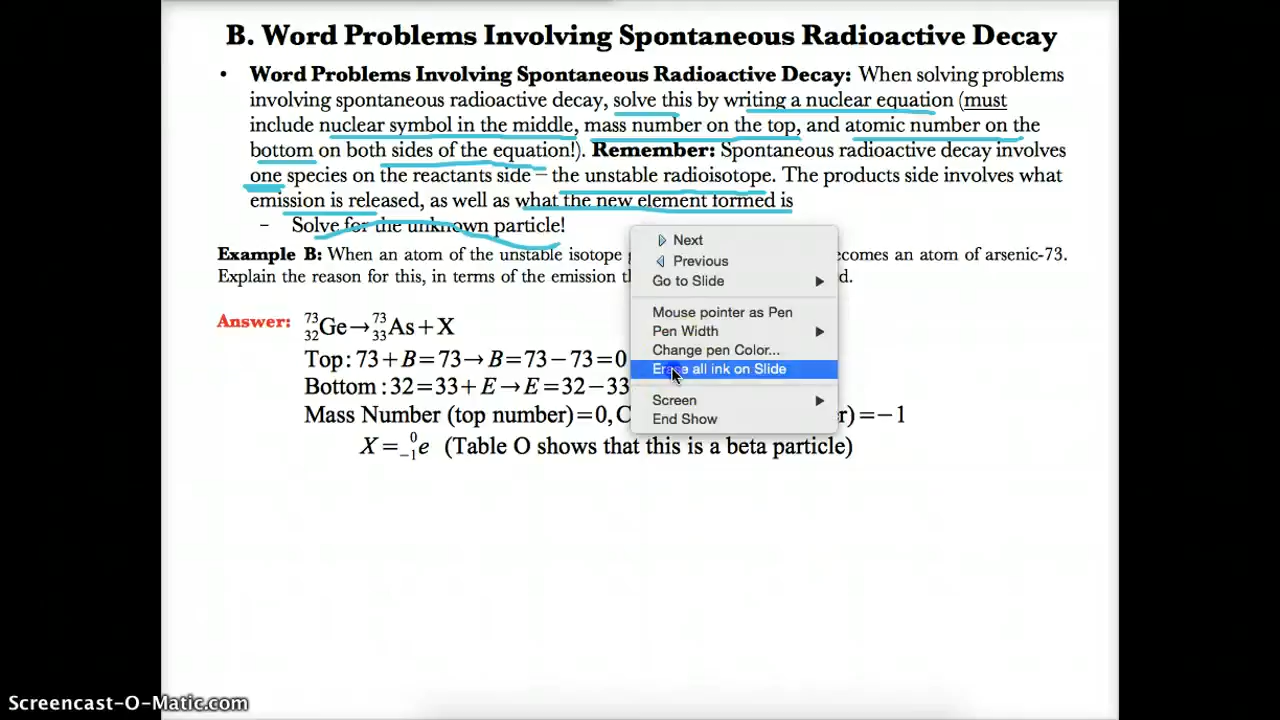 B. Word Problems Involving Spontaneous Radioactive Decay
• Word Problems Involving Spontaneous Radioactive Decay: When solving problems
involving spontaneous radioactive decay, solve this by writing a nuclear equation (must
include nuclear symbol in the middle, mass number on the top, and atomic number on the
bottom on both sides of the equation!). Remember: Spontaneous radioactive decay involves
one species on the reactants side – the unstable radioisotope. The products side involves what
emission is released, as well as what the new element formed is
– Solve for the unknown particle!
Example B: When an atom of the unstable isotope ecomes an atom of arsenic-73.
Explain the reason for this, in terms of the emission d.
Answer: ⁷³₃₂Ge→⁷³₃₃As+X
Top: 73+B=73→B=73−73=0
Bottom :32=33+E→E=32−33
Mass Number (top number)=0, r)=−1
X=⁰₋₁e (Table O shows that this is a beta particle)
Next
Previous
Go to Slide
Mouse pointer as Pen
Pen Width
Change pen Color...
Erase all ink on Slide
Screen
End Show
Screencast-O-Matic.com